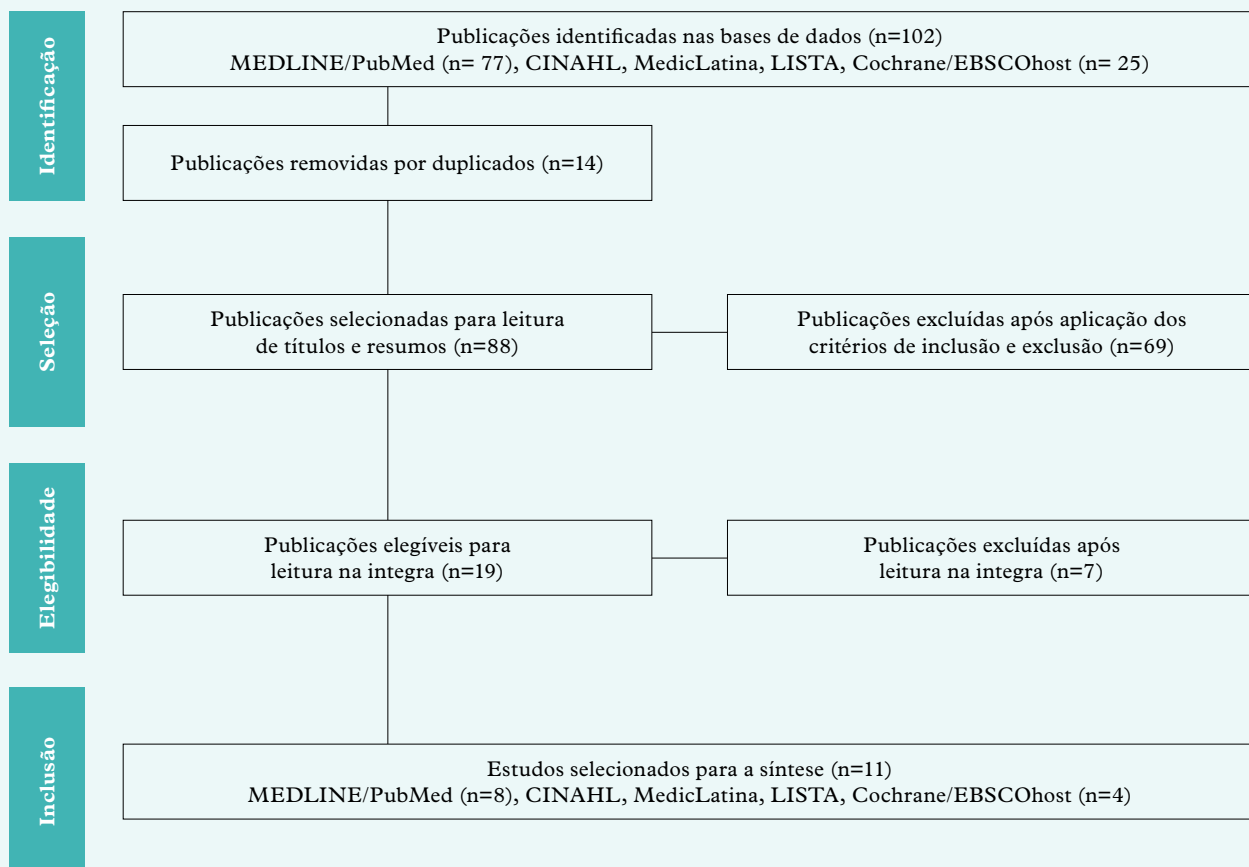 Identificação
Publicações identificadas nas bases de dados (n=102)
MEDLINE/PubMed (n= 77), CINAHL, MedicLatina, LISTA, Cochrane/EBSCOhost (n= 25)
Publicações removidas por duplicados (n=14)
Seleção
Publicações selecionadas para leitura
de títulos e resumos (n=88)
Publicações excluídas após aplicação dos
critérios de inclusão e exclusão (n=69)
Elegibilidade
Publicações elegíveis para
leitura na integra (n=19)
Publicações excluídas após
leitura na integra (n=7)
Inclusão
Estudos selecionados para a síntese (n=11)
MEDLINE/PubMed (n=8), CINAHL, MedicLatina, LISTA, Cochrane/EBSCOhost (n=4)